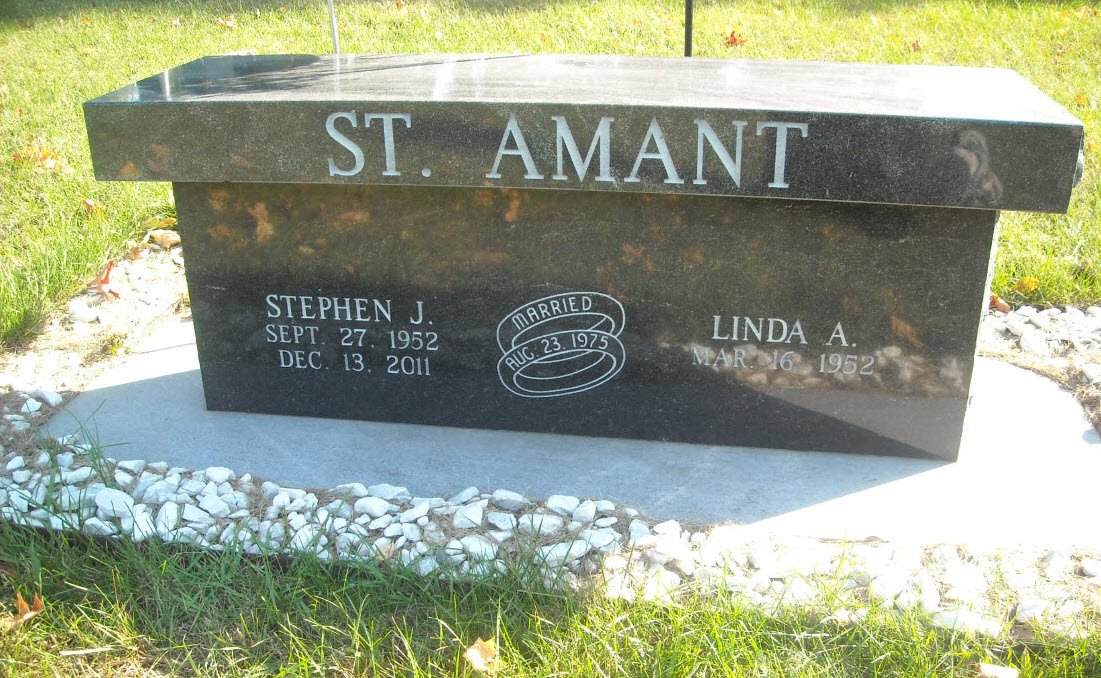 ST. AMANT
STEPHEN J.
SEPT. 27, 1952
DEC. 13, 2011
MARRIED
AUG. 23, 1975
LINDA A.
MAR. 16, 1952